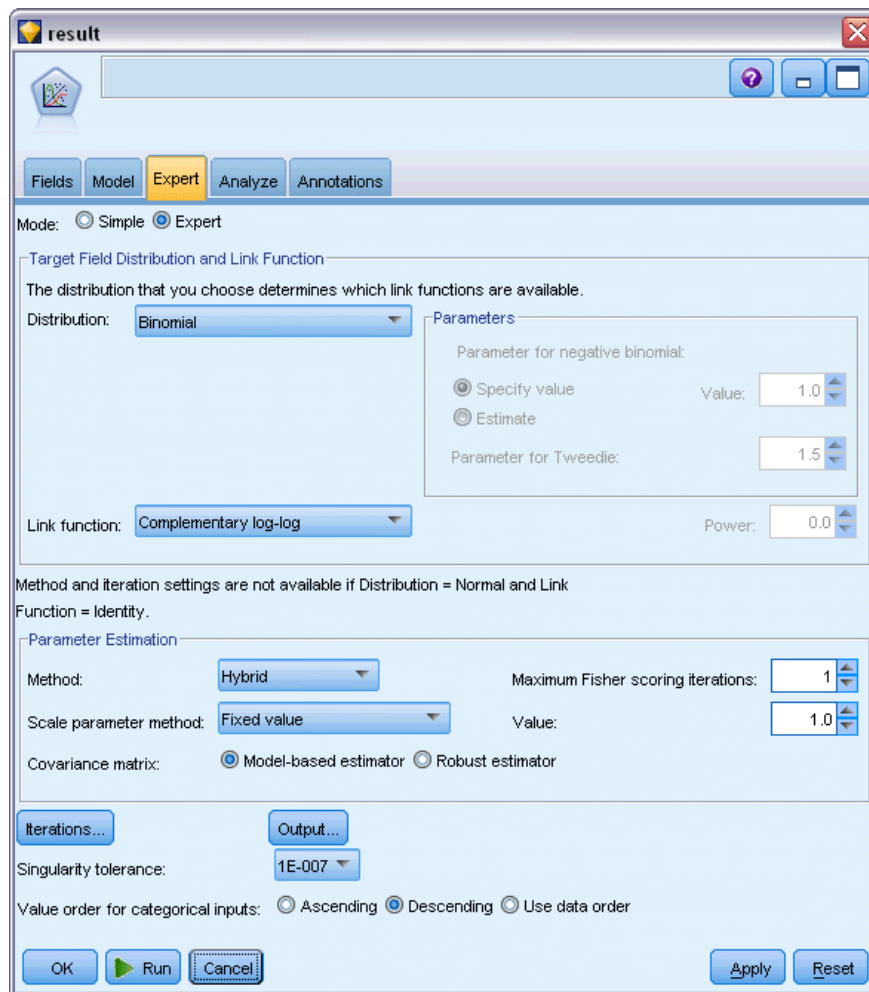 result
Fields Model Expert Analyze Annotations
Mode: Simple Expert
Target Field Distribution and Link Function
The distribution that you choose determines which link functions are available.
Distribution: Binomial
Parameters
Parameter for negative binomial:
Specify value Value: 1.0
Estimate
Parameter for Tweedie: 1.5
Link function: Complementary log-log Power: 0.0
Method and iteration settings are not available if Distribution = Normal and Link
Function = Identity.
Parameter Estimation
Method: Hybrid Maximum Fisher scoring iterations: 1
Scale parameter method: Fixed value Value: 1.0
Covariance matrix: Model-based estimator Robust estimator
Iterations... Output...
Singularity tolerance: 1E-007
Value order for categorical inputs: Ascending Descending Use data order
OK Run Cancel Apply Reset